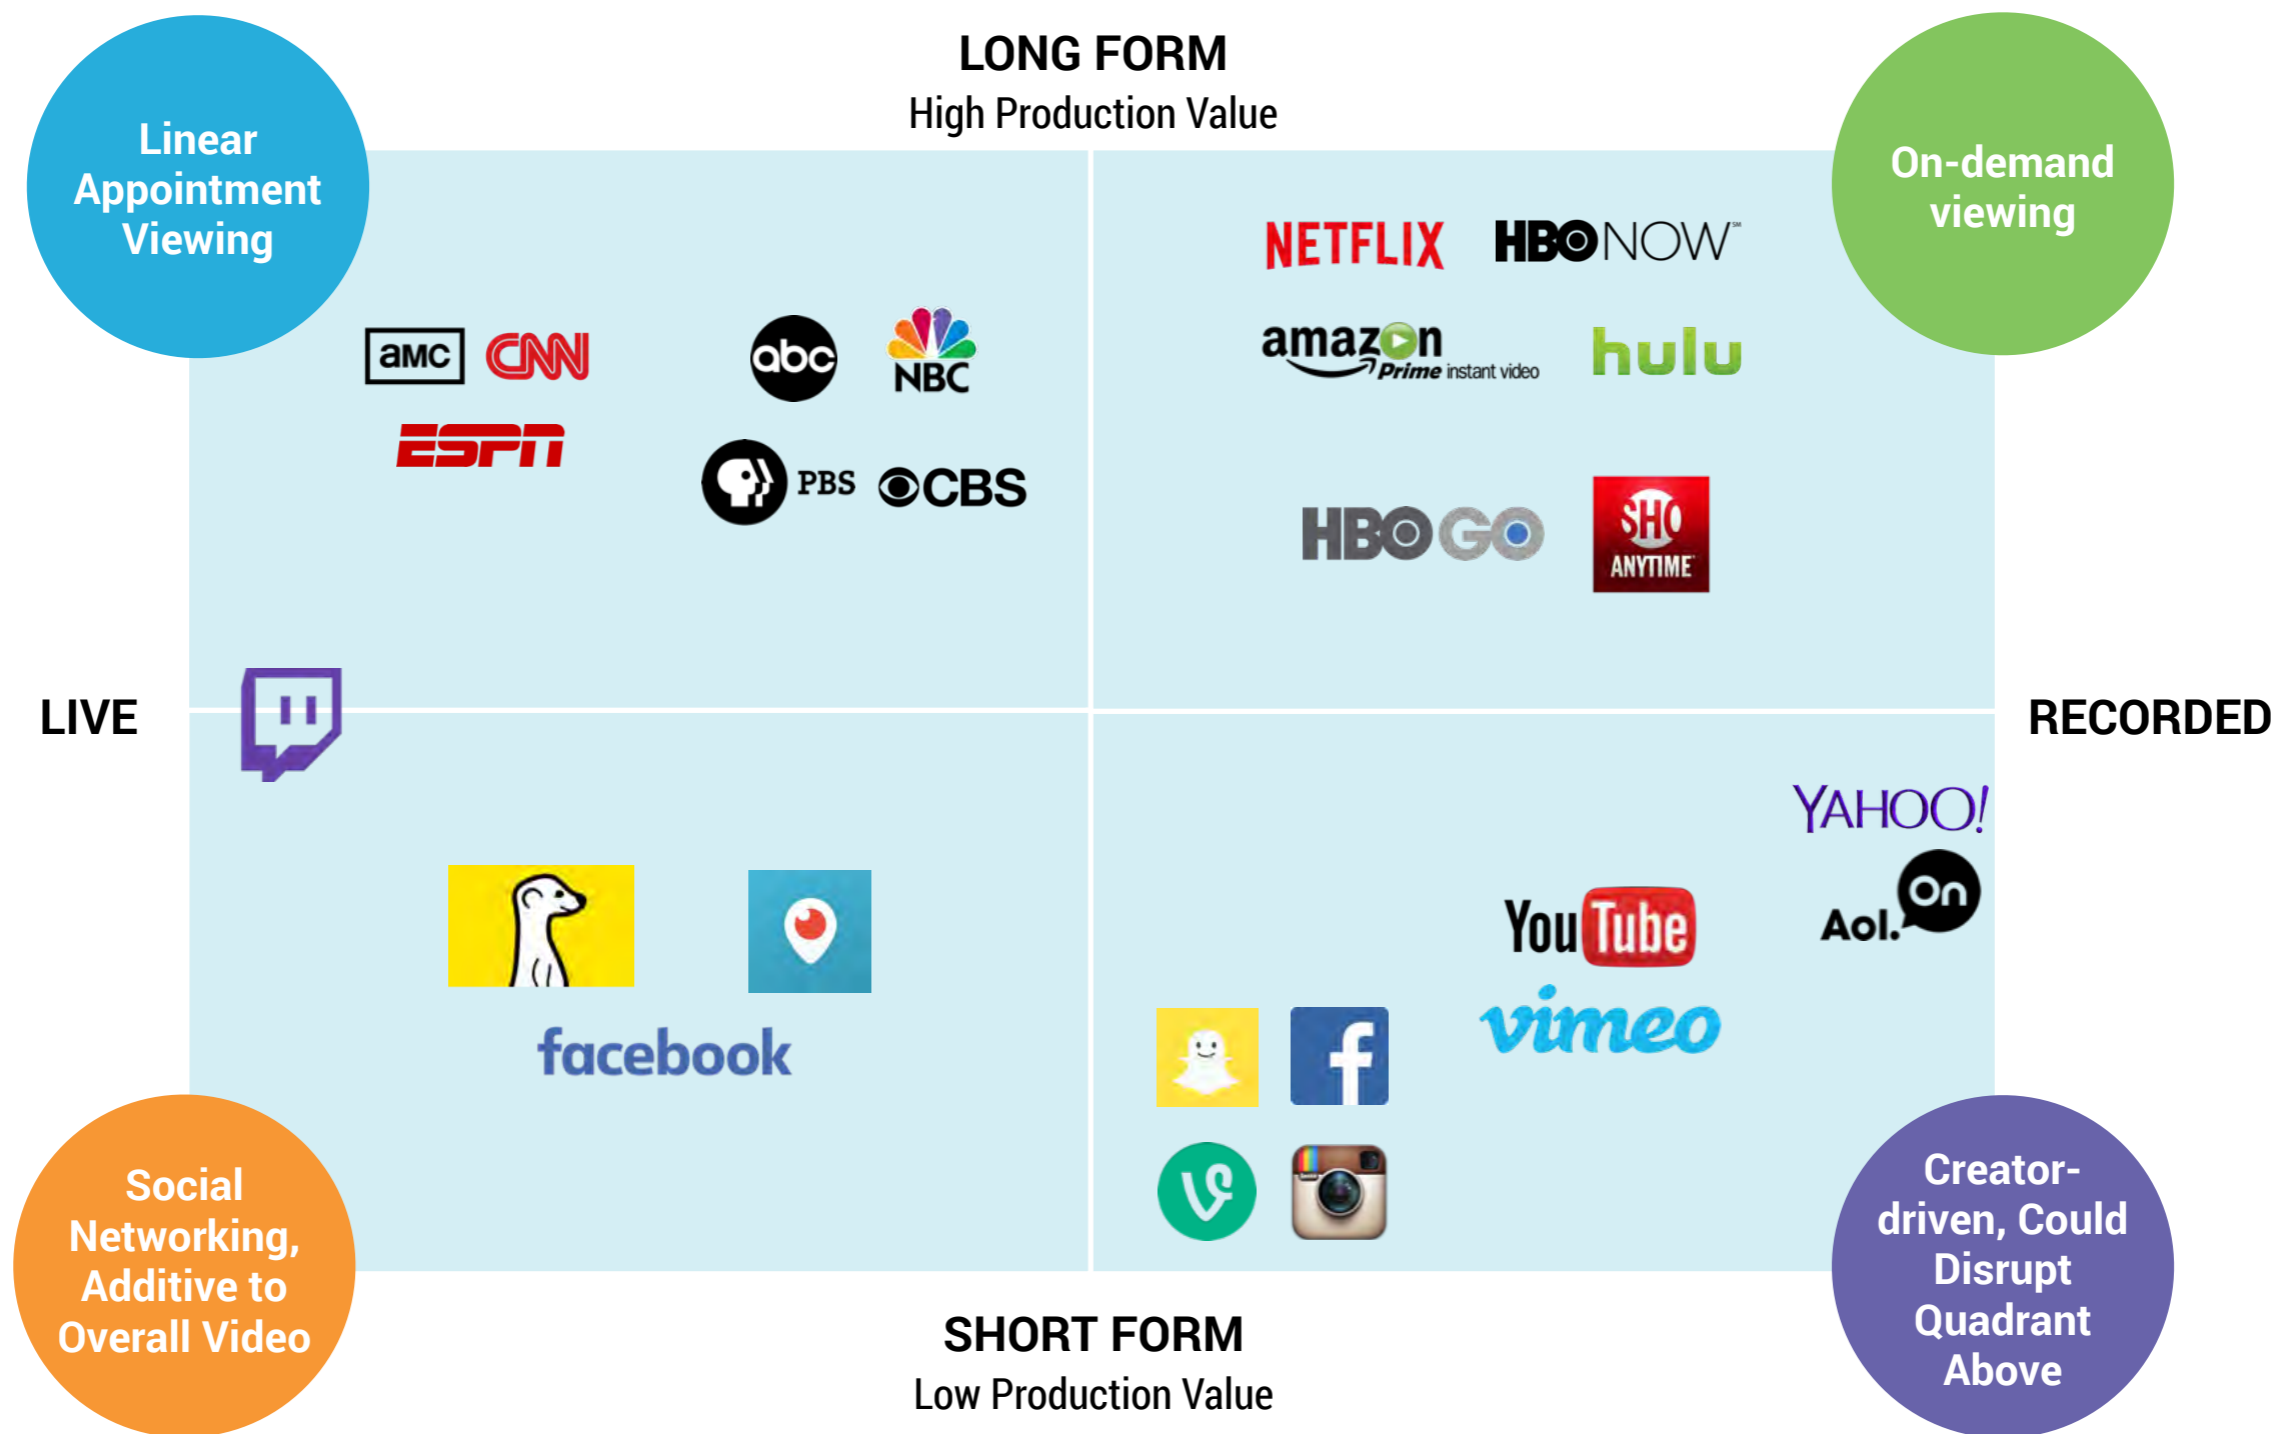 LONG FORM
High Production Value
Linear
Appointment
Viewing
On-demand
viewing
NETFLIX
HBO NOW℠
amc
CNN
abc
NBC
amazon
Prime instant video
hulu
ESPN
PBS
CBS
HBO GO
SHO
ANYTIME
LIVE
RECORDED
YAHOO!
YouTube
Aol.
On
vimeo
facebook
f
Social
Networking,
Additive to
Overall Video
Creator-
driven, Could
Disrupt
Quadrant
Above
SHORT FORM
Low Production Value